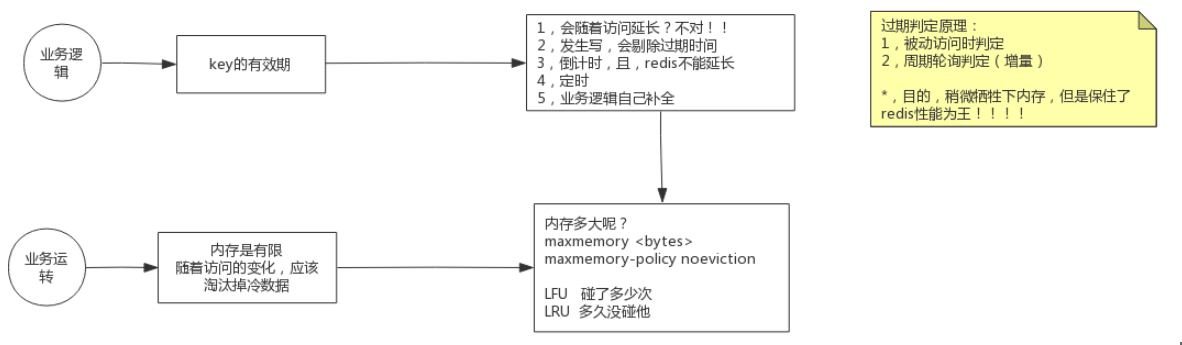 业务逻
辑
key的有效期
1，会随着访问延长？不对！！
2，发生写，会剔除过期时间
3，倒计时，且，redis不能延长
4，定时
5，业务逻辑自己补全
过期判定原理：
1，被动访问时判定
2，周期轮询判定（增量）
*，目的，稍微牺牲下内存，但是保住了
redis性能为王！！！！
业务运
转
内存是有限
随着访问的变化，应该
淘汰掉冷数据
内存多大呢？
maxmemory <bytes>
maxmemory-policy noeviction
LFU 碰了多少次
LRU 多久没碰他